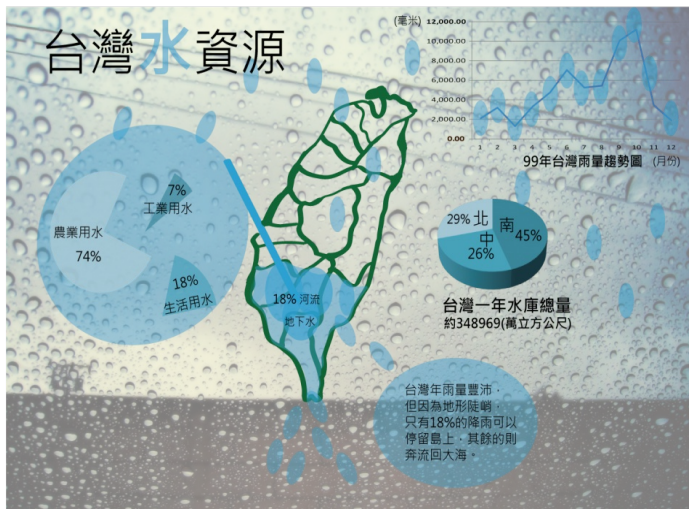 台灣水資源
(毫米)
12,000.00
10,000.00
8,000.00
6,000.00
4,000.00
2,000.00
0.00
1 2 3 4 5 6 7 8 9 10 11 12
99年台灣雨量趨勢圖 (月份)
7%
工業用水
農業用水
74%
18%
生活用水
29% 北
中
26%
南
45%
台灣一年水庫總量
約348969(萬立方公尺)
18% 河流
地下水
台灣年雨量豐沛，
但因為地形陡峭，
只有18%的降雨可以
停留島上，其餘的則
奔流回大海。